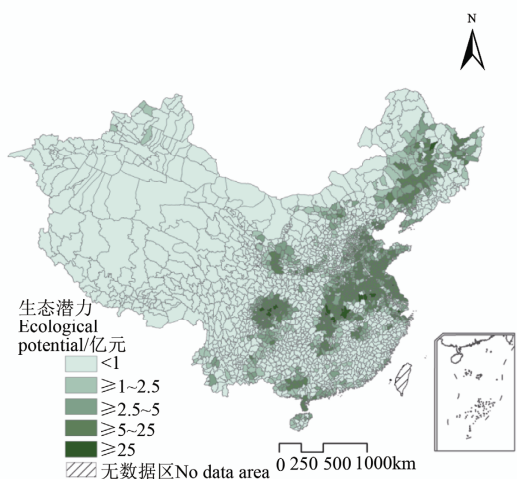 N
生态潜力
Ecological
potential/亿元
<1
≥1~2.5
≥2.5~5
≥5~25
≥25
无数据区No data area
0 250 500 1000km